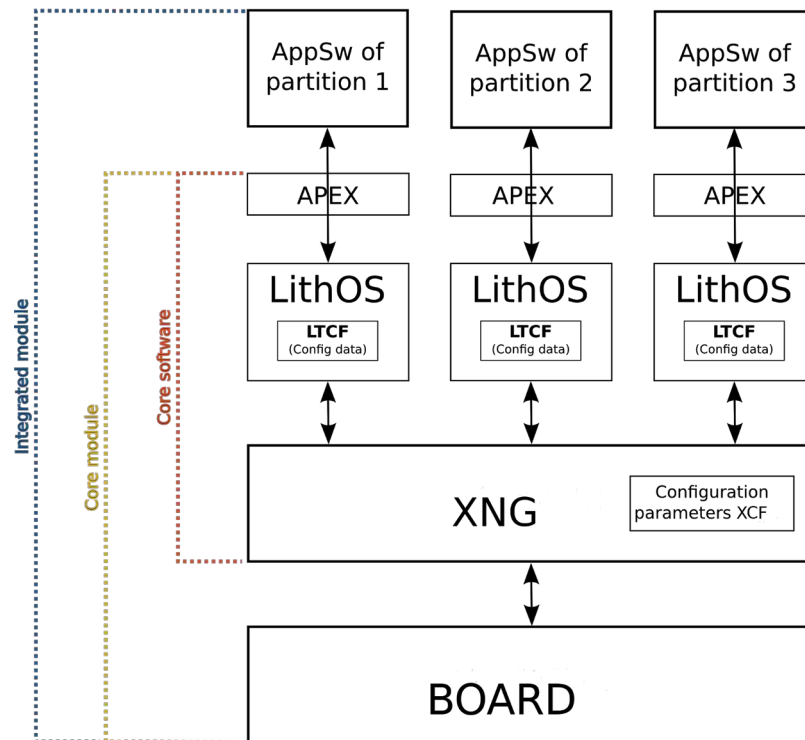 AppSw of
partition 1
AppSw of
partition 2
AppSw of
partition 3
APEX
APEX
APEX
LithOS
LTCF
(Config data)
LithOS
LTCF
(Config data)
LithOS
LTCF
(Config data)
Integrated module
Core module
Core software
XNG
Configuration
parameters XCF
BOARD